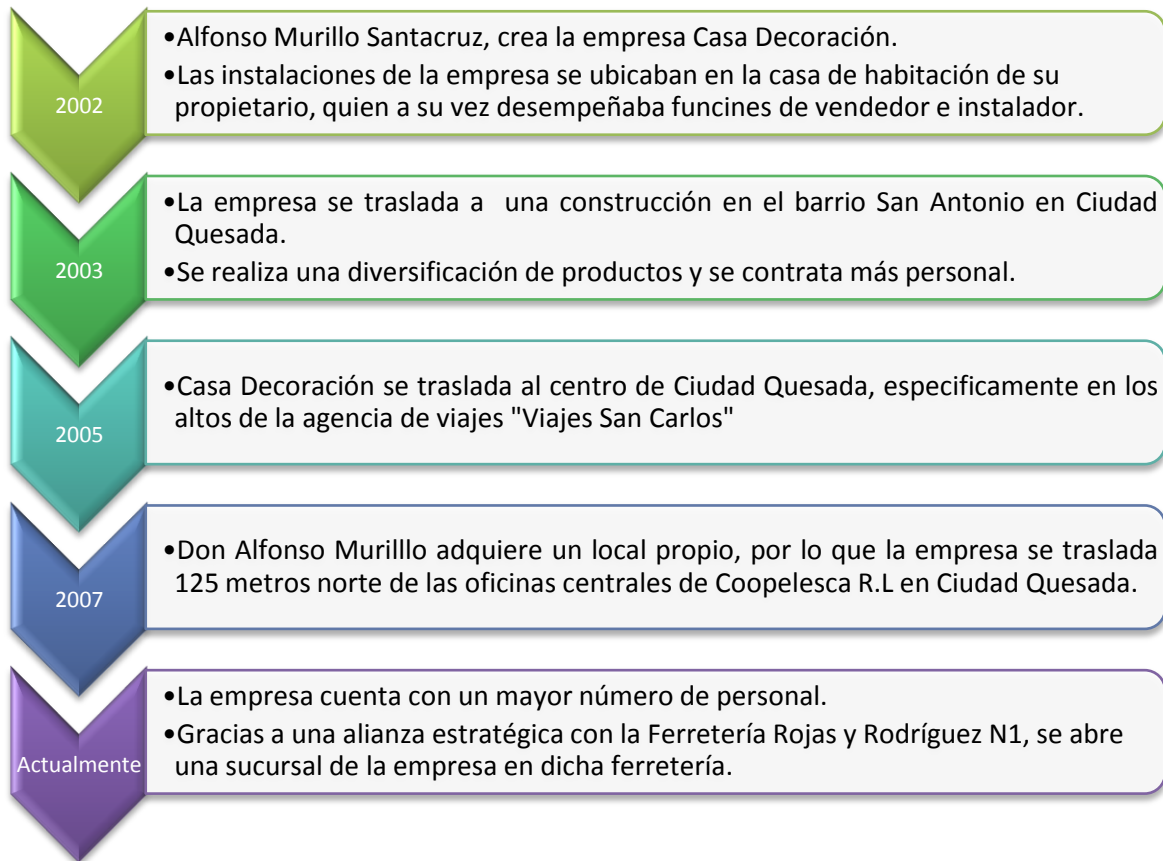 2002
•Alfonso Murillo Santacruz, crea la empresa Casa Decoración.
•Las instalaciones de la empresa se ubicaban en la casa de habitación de su
propietario, quien a su vez desempeñaba funcines de vendedor e instalador.
2003
•La empresa se traslada a una construcción en el barrio San Antonio en Ciudad
Quesada.
•Se realiza una diversificación de productos y se contrata más personal.
2005
•Casa Decoración se traslada al centro de Ciudad Quesada, especificamente en los
altos de la agencia de viajes "Viajes San Carlos"
2007
•Don Alfonso Murilllo adquiere un local propio, por lo que la empresa se traslada
125 metros norte de las oficinas centrales de Coopelesca R.L en Ciudad Quesada.
Actualmente
•La empresa cuenta con un mayor número de personal.
•Gracias a una alianza estratégica con la Ferretería Rojas y Rodríguez N1, se abre
una sucursal de la empresa en dicha ferretería.